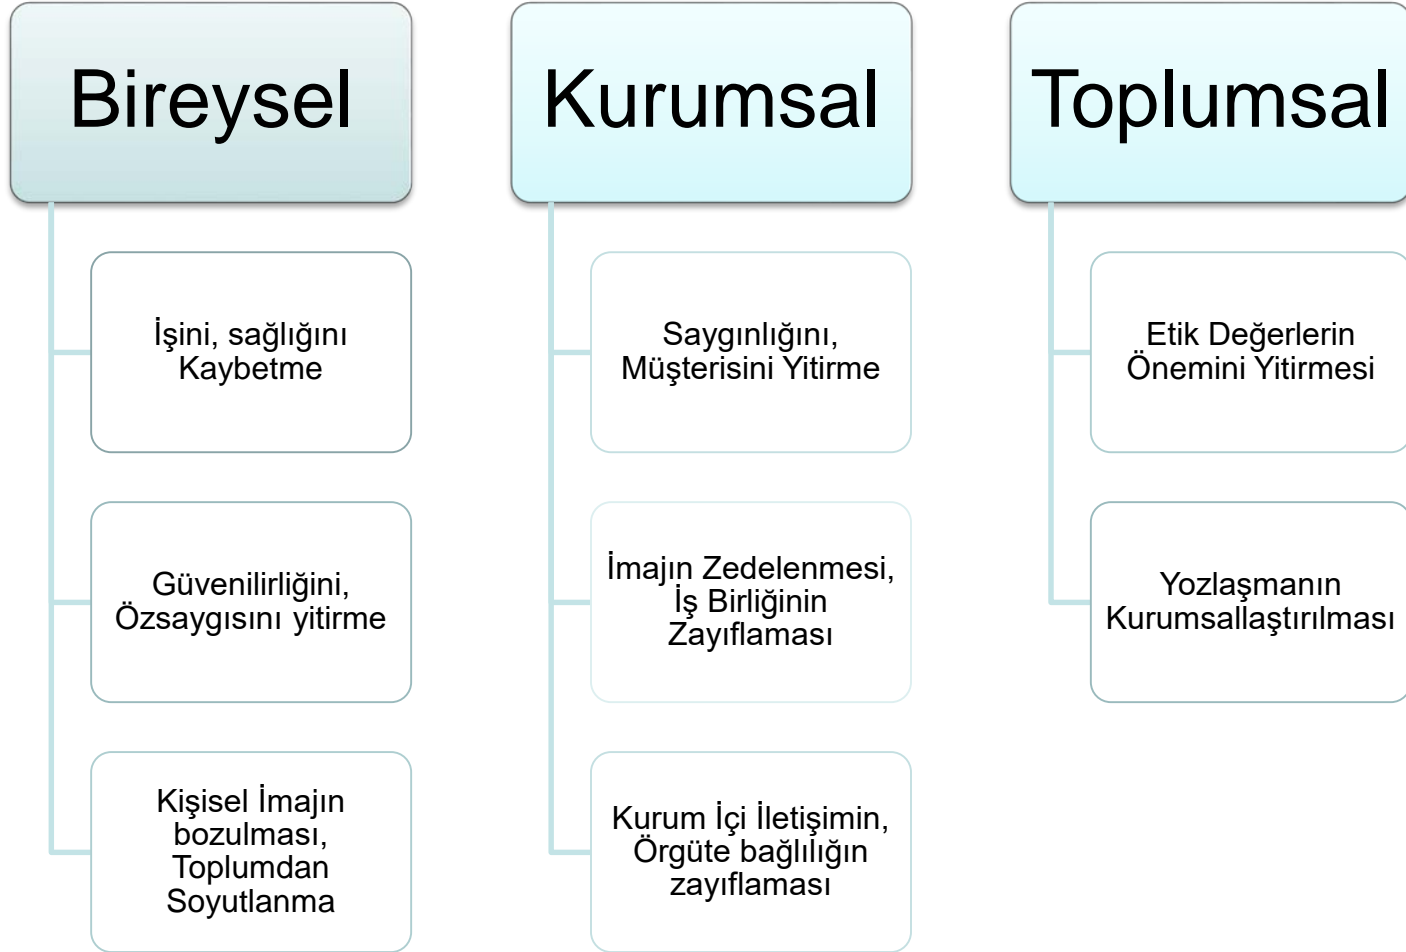 Bireysel
İşini, sağlığını
Kaybetme
Güvenilirliğini,
Özsaygısını yitirme
Kişisel İmajın
bozulması,
Toplumdan
Soyutlanma
Kurumsal
Saygınlığını,
Müşterisini Yitirme
İmajın Zedelenmesi,
İş Birliğinin
Zayıflaması
Kurum İçi İletişimin,
Örgüte bağlılığın
zayıflaması
Toplumsal
Etik Değerlerin
Önemini Yitirmesi
Yozlaşmanın
Kurumsallaştırılması